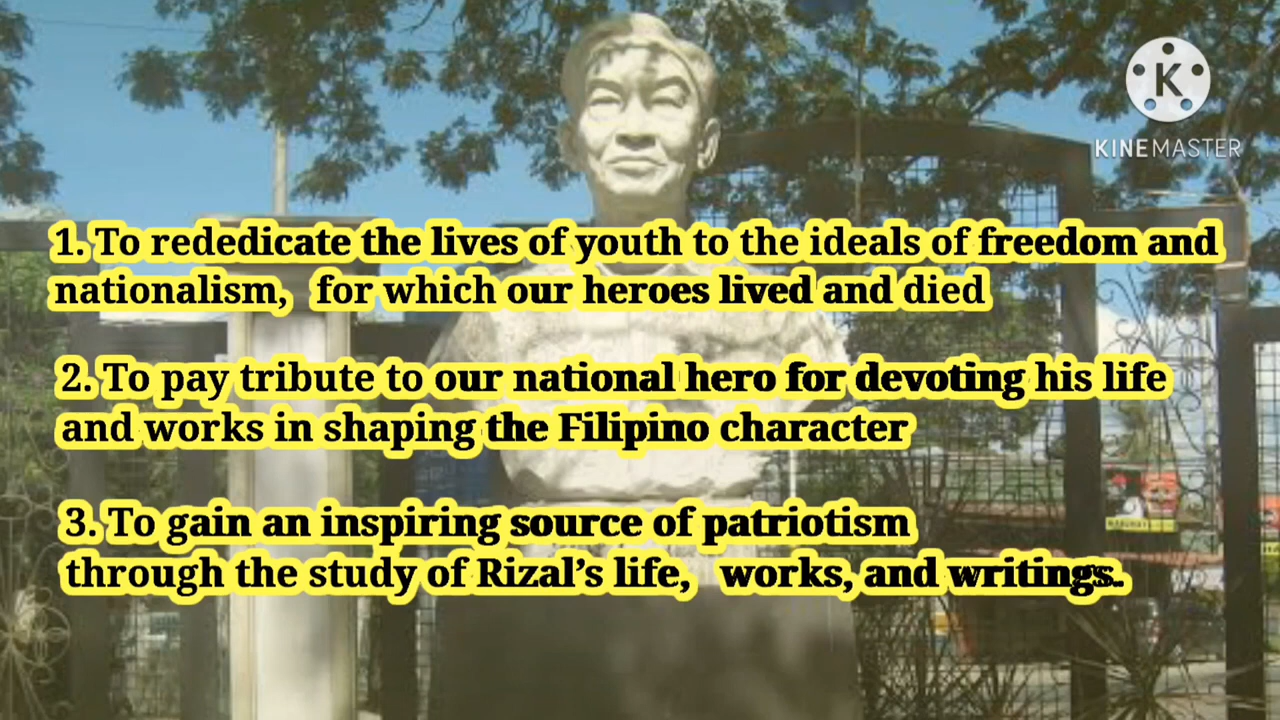 K
KINEMASTER
1. To rededicate the lives of youth to the ideals of freedom and
nationalism, for which our heroes lived and died
2. To pay tribute to our national hero for devoting his life
and works in shaping the Filipino character
3. To gain an inspiring source of patriotism
through the study of Rizal’s life, works, and writings.